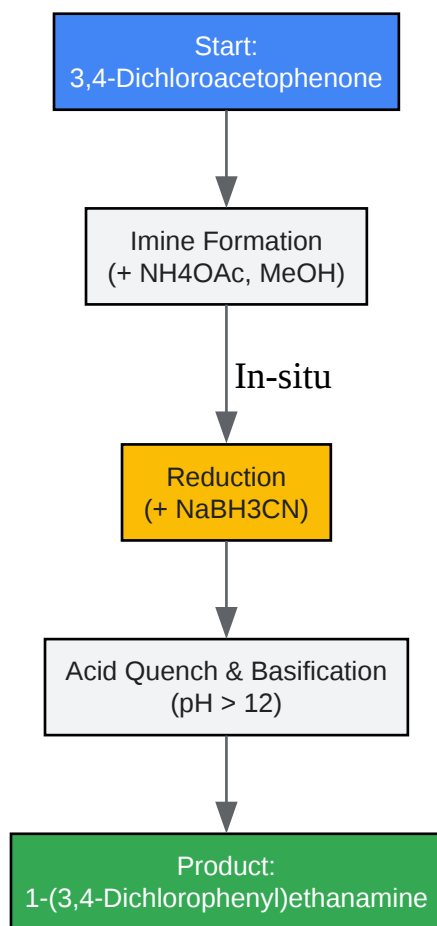 Start:
3,4-Dichloroacetophenone
Imine Formation
(+ NH4OAc, MeOH)
In-situ
Reduction
(+ NaBH3CN)
Acid Quench & Basification
(pH > 12)
Product:
1-(3,4-Dichlorophenyl)ethanamine